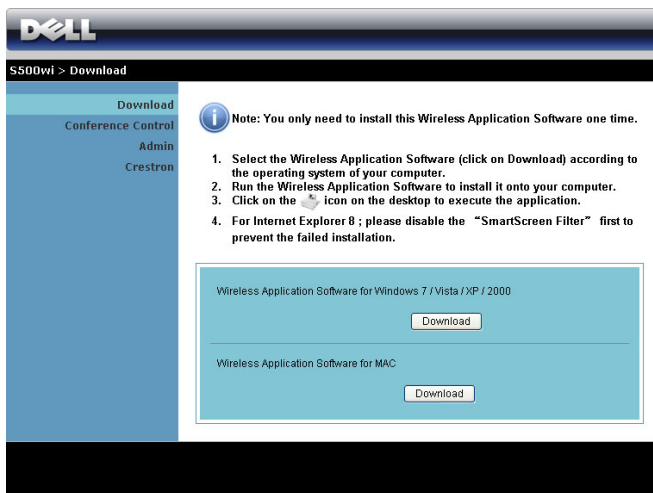 DELL
S500wi > Download
Download
Conference Control
Admin
Crestron
Note: You only need to install this Wireless Application Software one time.
1. Select the Wireless Application Software (click on Download) according to
the operating system of your computer.
2. Run the Wireless Application Software to install it onto your computer.
3. Click on the icon on the desktop to execute the application.
4. For Internet Explorer 8 ; please disable the “SmartScreen Filter” first to
prevent the failed installation.
Wireless Application Software for Windows 7 / Vista / XP / 2000
Download
Wireless Application Software for MAC
Download